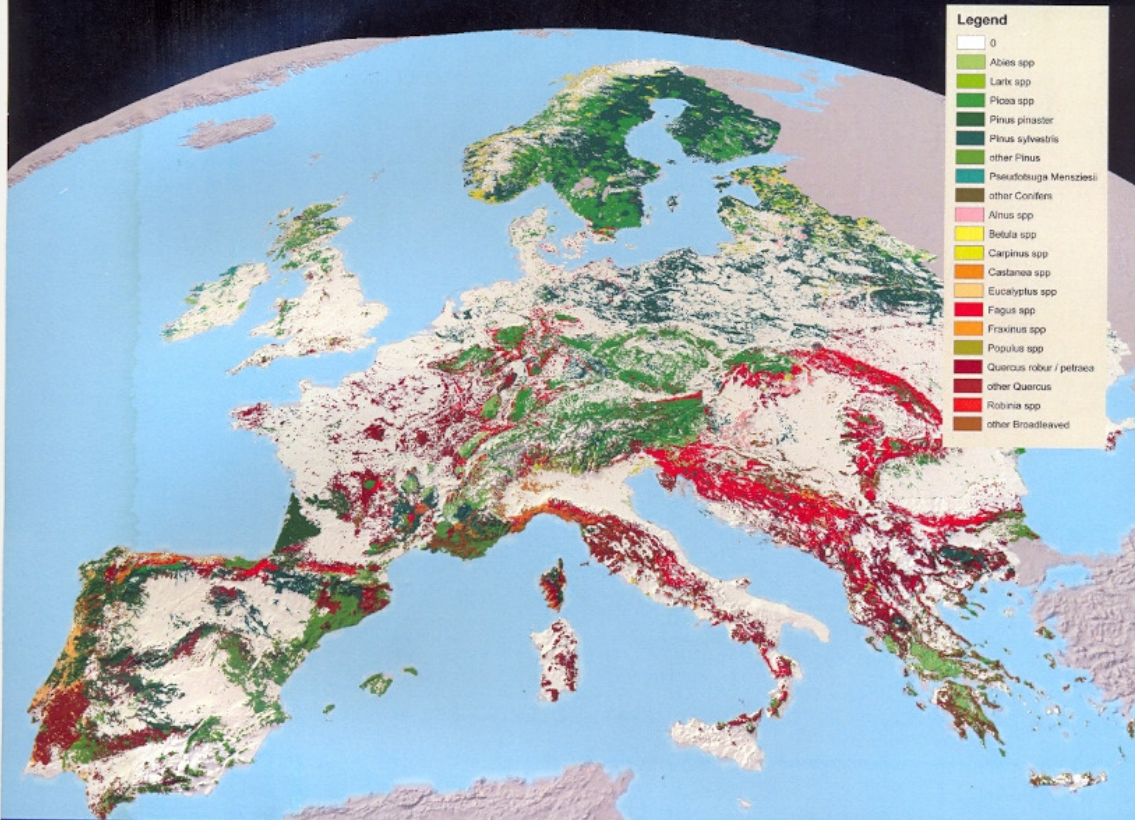 Legend
0
Abies spp
Larix spp
Picea spp
Pinus pinaster
Pinus sylvestris
other Pinus
Pseudotsuga Mensziesii
other Conifers
Alnus spp
Betula spp
Carpinus spp
Castanea spp
Eucalyptus spp
Fagus spp
Fraxinus spp
Populus spp
Quercus robur / petraea
other Quercus
Robinia spp
other Broadleaved